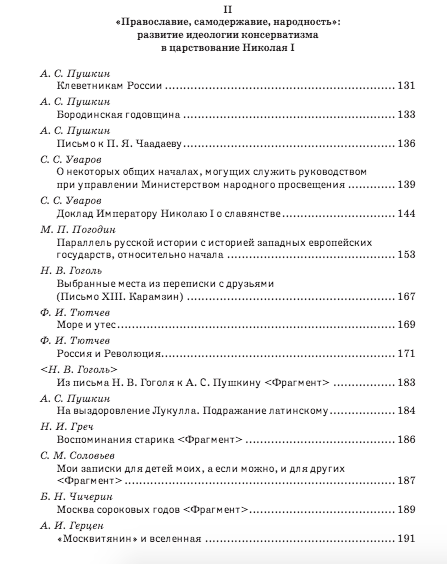 II
«Православие, самодержавие, народность»:
развитие идеологии консерватизма
в царствование Николая I
А. С. Пушкин
Клеветникам России ........ 131
А. С. Пушкин
Бородинская годовщина ........ 133
А. С. Пушкин
Письмо к П. Я. Чаадаеву ........ 136
С. С. Уваров
О некоторых общих началах, могущих служить руководством
при управлении Министерством народного просвещения ........ 139
С. С. Уваров
Доклад Императору Николаю I о славянстве ........ 144
М. П. Погодин
Параллель русской истории с историей западных европейских
государств, относительно начала ........ 153
Н. В. Гоголь
Выбранные места из переписки с друзьями
(Письмо XIII. Карамзин) ........ 167
Ф. И. Тютчев
Море и утес ........ 169
Ф. И. Тютчев
Россия и Революция ........ 171
<Н. В. Гоголь>
Из письма Н. В. Гоголя к А. С. Пушкину <Фрагмент> ........ 183
А. С. Пушкин
На выздоровление Лукулла. Подражание латинскому ........ 184
Н. И. Греч
Воспоминания старика <Фрагмент> ........ 186
С. М. Соловьев
Мои записки для детей моих, а если можно, и для других
<Фрагмент> ........ 187
Б. Н. Чичерин
Москва сороковых годов <Фрагмент> ........ 189
А. И. Герцен
«Москвитянин» и вселенная ........ 191